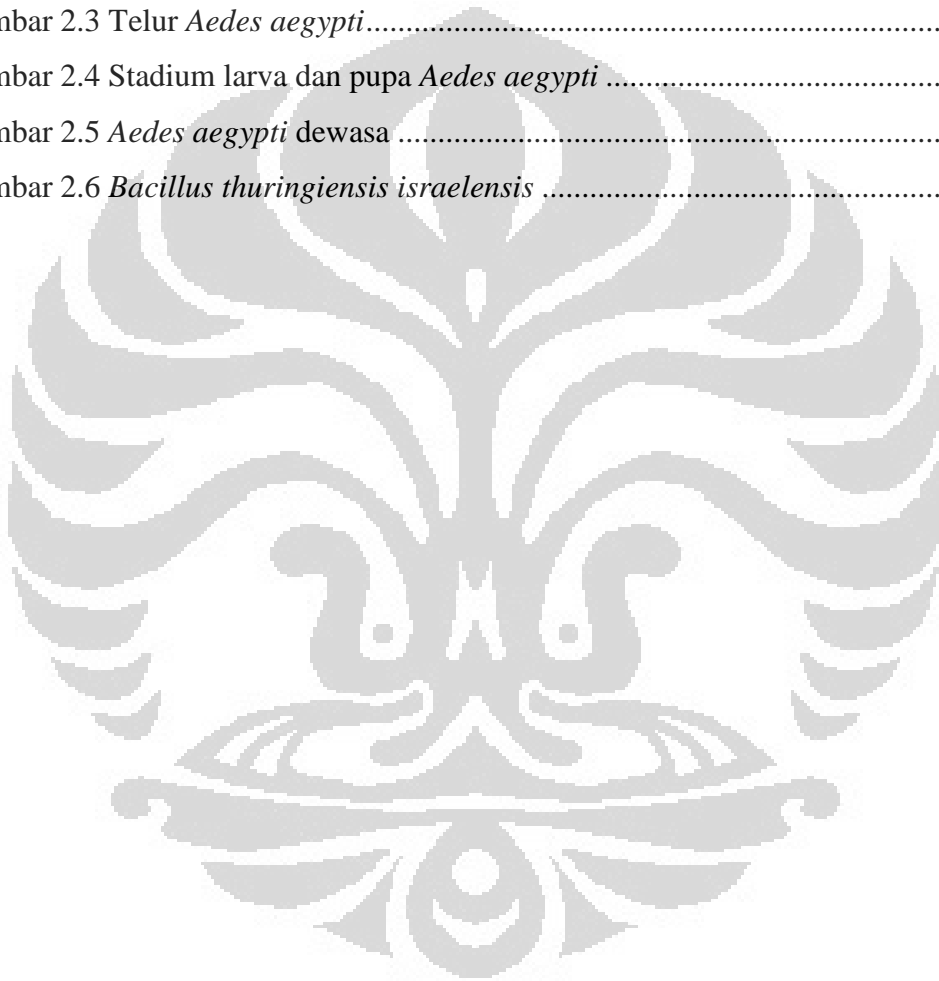 mbar 2.3 Telur Aedes aegypti..........................................................................
mbar 2.4 Stadium larva dan pupa Aedes aegypti ...........................................
mbar 2.5 Aedes aegypti dewasa ......................................................................
mbar 2.6 Bacillus thuringiensis israelensis ...................................................